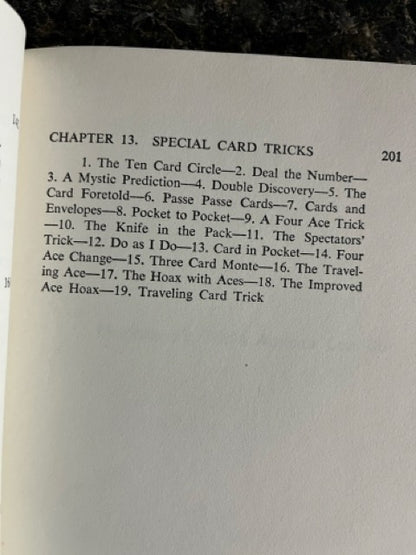 CHAPTER 13. SPECIAL CARD TRICKS 201
1. The Ten Card Circle—2. Deal the Number—
3. A Mystic Prediction—4. Double Discovery—5. The
Card Foretold—6. Passe Passe Cards—7. Cards and
Envelopes—8. Pocket to Pocket—9. A Four Ace Trick
—10. The Knife in the Pack—11. The Spectators'
Trick—12. Do as I Do—13. Card in Pocket—14. Four
Ace Change—15. Three Card Monte—16. The Travel-
ing Ace—17. The Hoax with Aces—18. The Improved
Ace Hoax—19. Traveling Card Trick